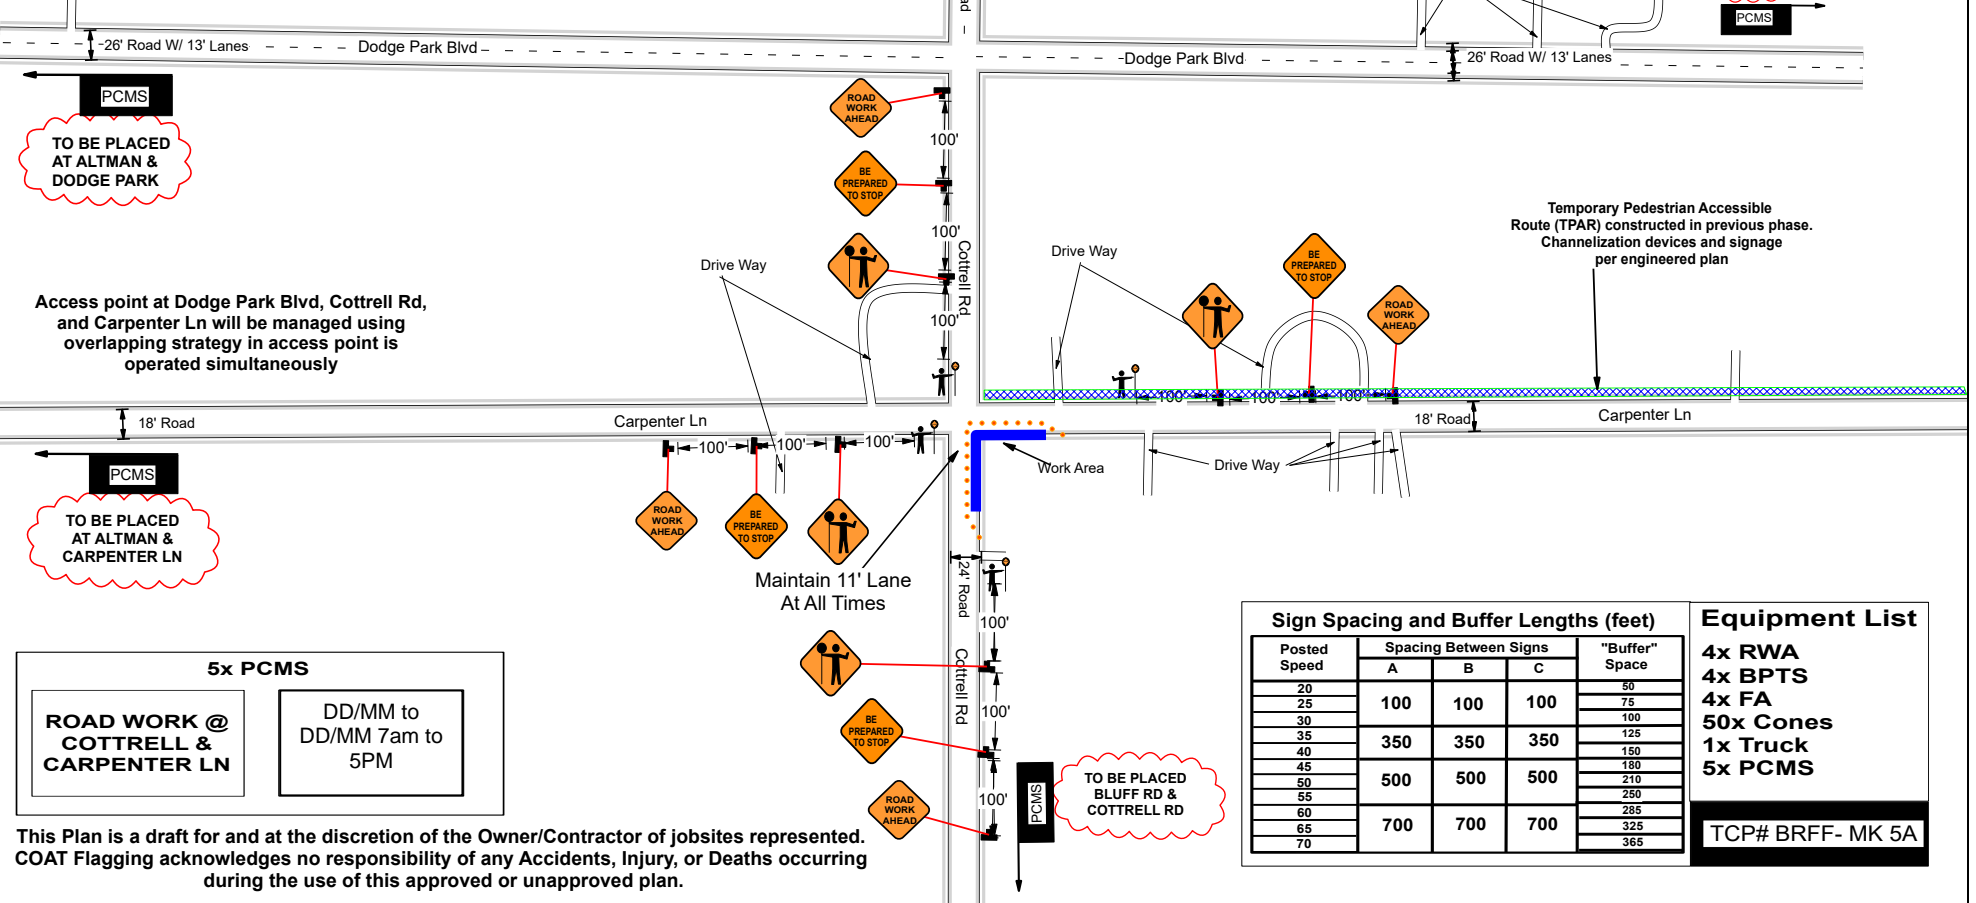 ad
PCMS
26' Road W/ 13' Lanes
Dodge Park Blvd
Dodge Park Blvd
26' Road W/ 13' Lanes
PCMS
TO BE PLACED
AT ALTMAN &
DODGE PARK
ROAD
WORK
AHEAD
100'
BE
PREPARED
TO STOP
100'
Cottrell Rd
100'
Drive Way
Drive Way
BE
PREPARED
TO STOP
ROAD
WORK
AHEAD
Temporary Pedestrian Accessible
Route (TPAR) constructed in previous phase.
Channelization devices and signage
per engineered plan
Access point at Dodge Park Blvd, Cottrell Rd,
and Carpenter Ln will be managed using
overlapping strategy in access point is
operated simultaneously
100'
100'
100'
18' Road
Carpenter Ln
18' Road
Carpenter Ln
100'
100'
100'
PCMS
TO BE PLACED
AT ALTMAN &
CARPENTER LN
ROAD
WORK
AHEAD
BE
PREPARED
TO STOP
Work Area
Drive Way
Maintain 11' Lane
At All Times
24' Road
100'
Cottrell Rd
100'
BE
PREPARED
TO STOP
100'
ROAD
WORK
AHEAD
PCMS
TO BE PLACED
BLUFF RD &
COTTRELL RD
5x PCMS
ROAD WORK @
COTTRELL &
CARPENTER LN
DD/MM to
DD/MM 7am to
5PM
This Plan is a draft for and at the discretion of the Owner/Contractor of jobsites represented.
COAT Flagging acknowledges no responsibility of any Accidents, Injury, or Deaths occurring
during the use of this approved or unapproved plan.
Sign Spacing and Buffer Lengths (feet)
Posted Speed Spacing Between Signs "Buffer" Space
A B C
20 50
25 100 100 100 75
30 100
35 350 350 350 125
40 150
45 180
50 500 500 500 210
55 250
60 285
65 700 700 700 325
70 365
Equipment List
4x RWA
4x BPTS
4x FA
50x Cones
1x Truck
5x PCMS
TCP# BRFF- MK 5A